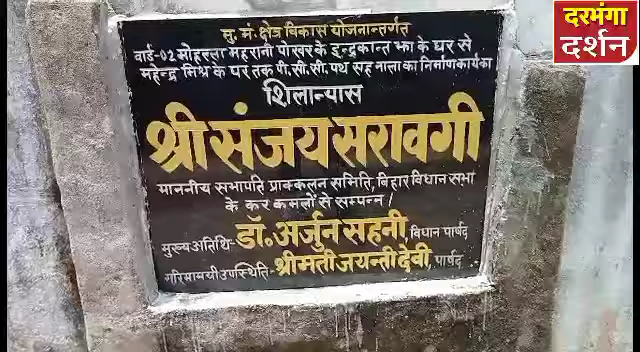 दरभंगा
दर्शन
मु. मं. क्षेत्र विकास योजनान्तर्गत
वार्ड-02 मोहल्ला महरानी पोखर के इन्द्रकान्त झा के घर से
महेन्द्र मिश्र के घर तक पी.सी.सी. पथ सह नाला का निर्माण कार्य का
शिलान्यास
श्री संजय सरावगी
माननीय सभापति प्राक्कलन समिति, बिहार विधान सभा
के कर कमलों से सम्पन्न।
मुख्य अतिथि- डॉ. अर्जुन सहनी, विधान पार्षद
गरिमामयी उपस्थिति- श्रीमती जयन्ती देवी, पार्षद